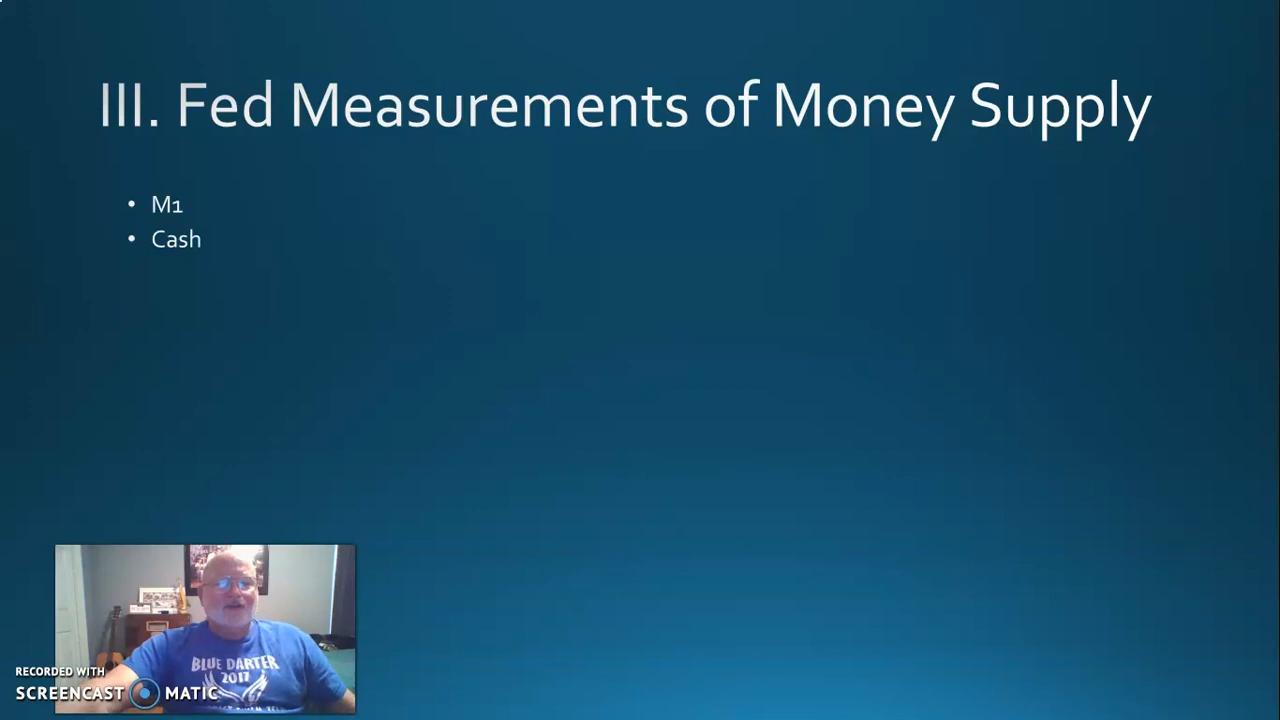 III. Fed Measurements of Money Supply
• M1
• Cash
BLUE DARTER
2017
RECORDED WITH
SCREENCAST MATIC